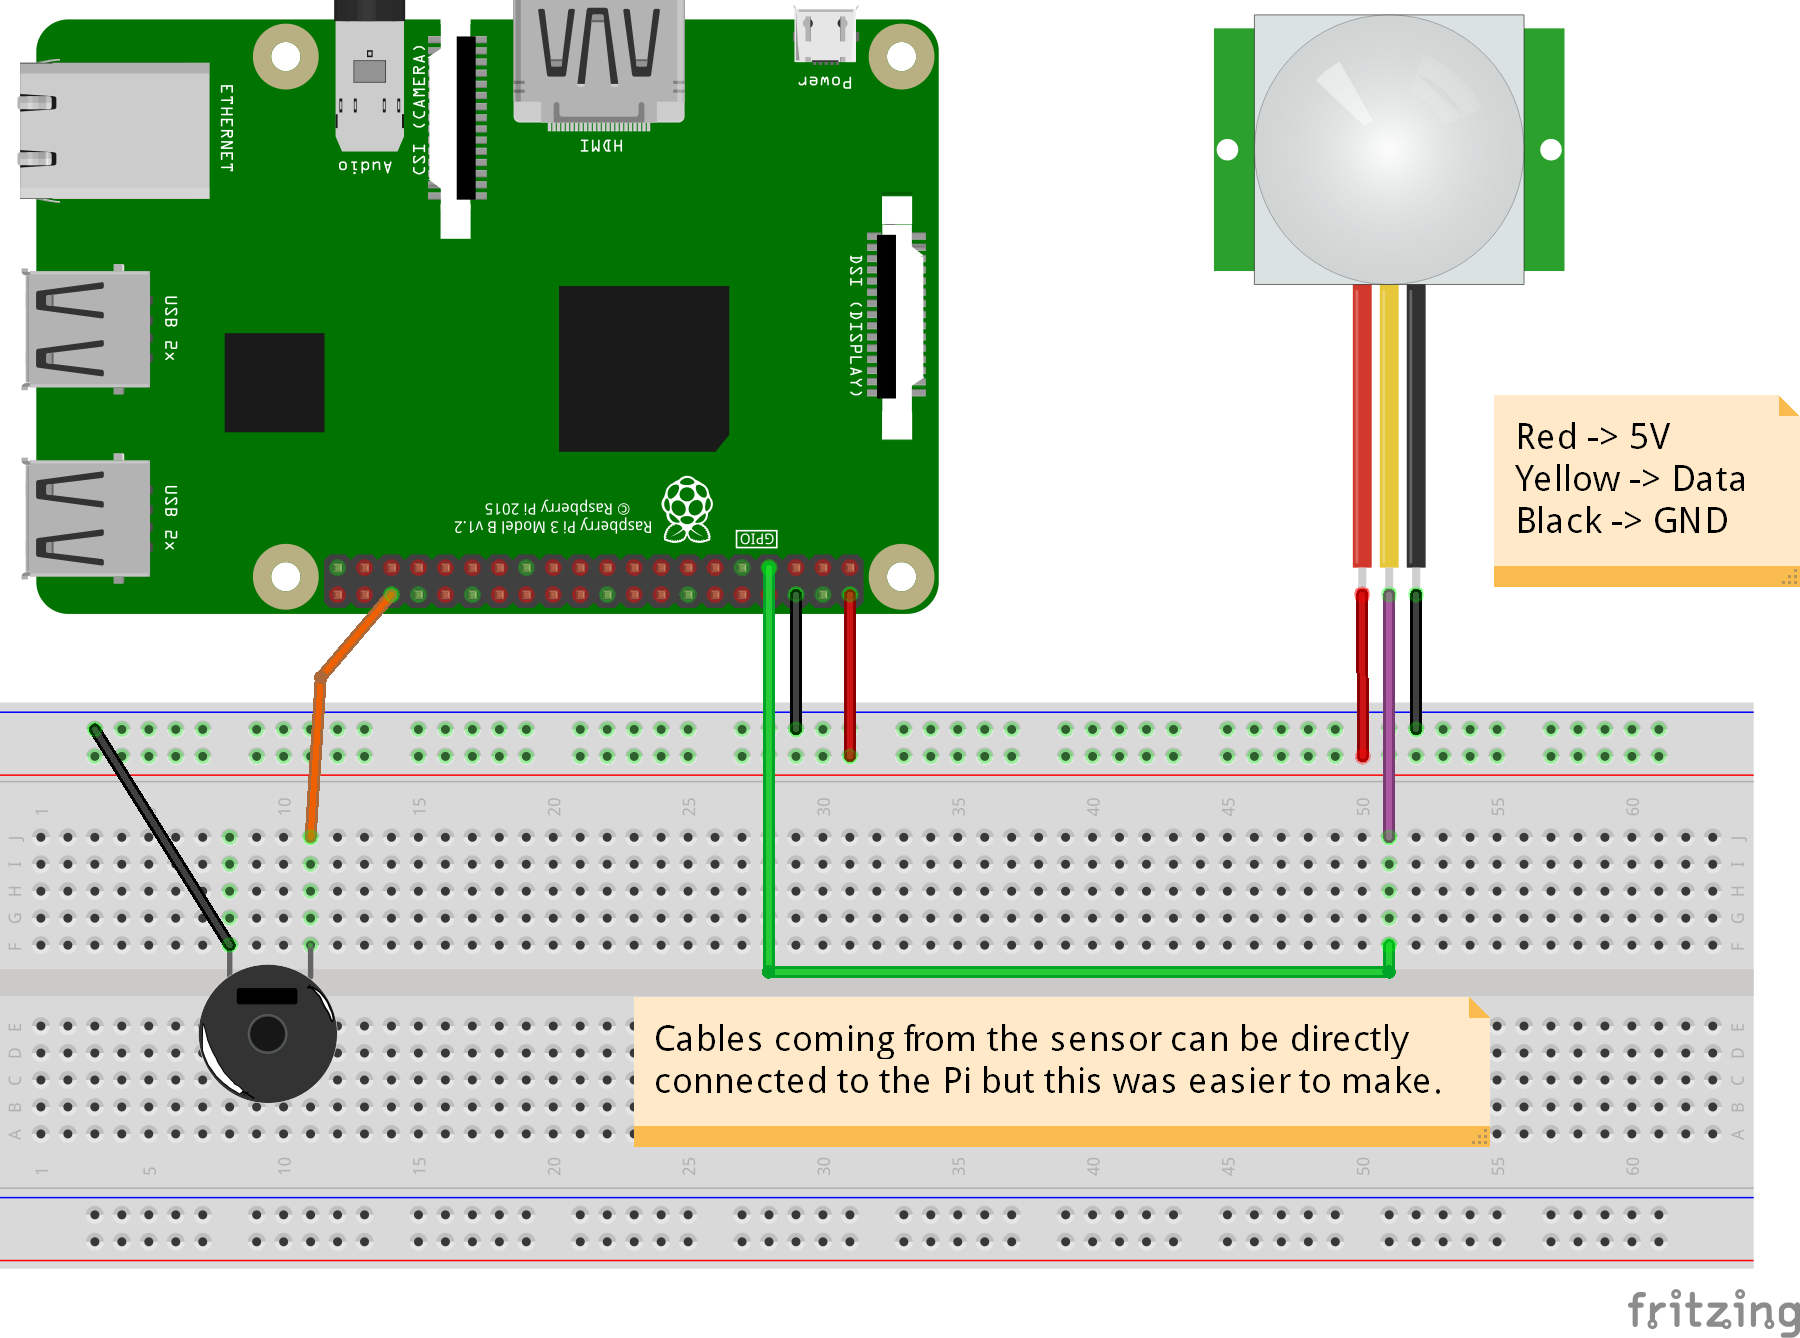 ETHERNET
Audio
CSI (CAMERA)
HDMI
Power
DSI (DISPLAY)
USB 2x
USB 2x
© Raspberry Pi 2015
Raspberry Pi 3 Model B v1.2
GPIO
Red -> 5V
Yellow -> Data
Black -> GND
1 10 15 20 25 30 35 40 45 50 55 60
J J
I I
H H
G G
F F
Cables coming from the sensor can be directly
connected to the Pi but this was easier to make.
E E
D D
C C
B B
A A
1 5 10 15 20 25 30 35 40 45 50 55 60
fritzing